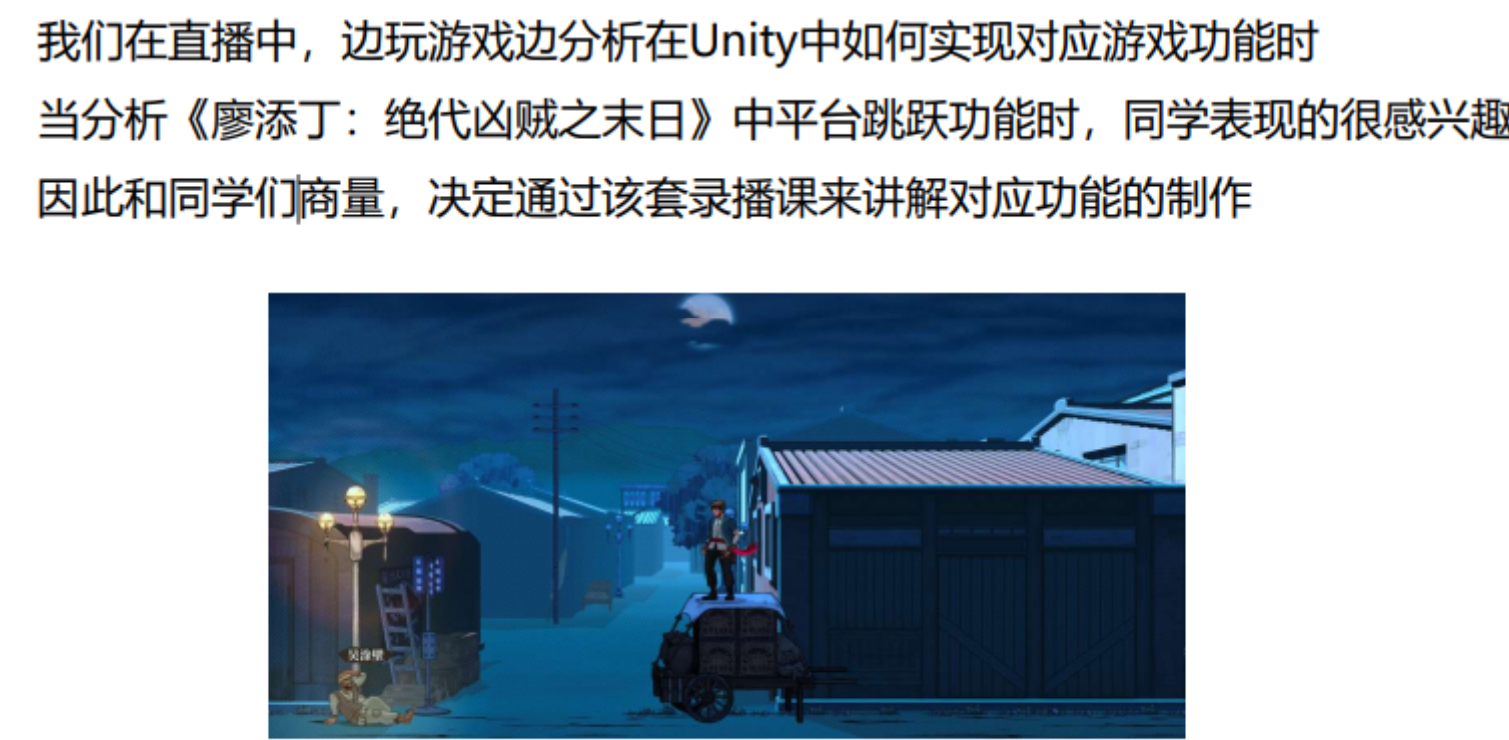 我们在直播中，边玩游戏边分析在Unity中如何实现对应游戏功能时
当分析《廖添丁：绝代凶贼之末日》中平台跳跃功能时，同学表现的很感兴趣
因此和同学们商量，决定通过该套录播课来讲解对应功能的制作